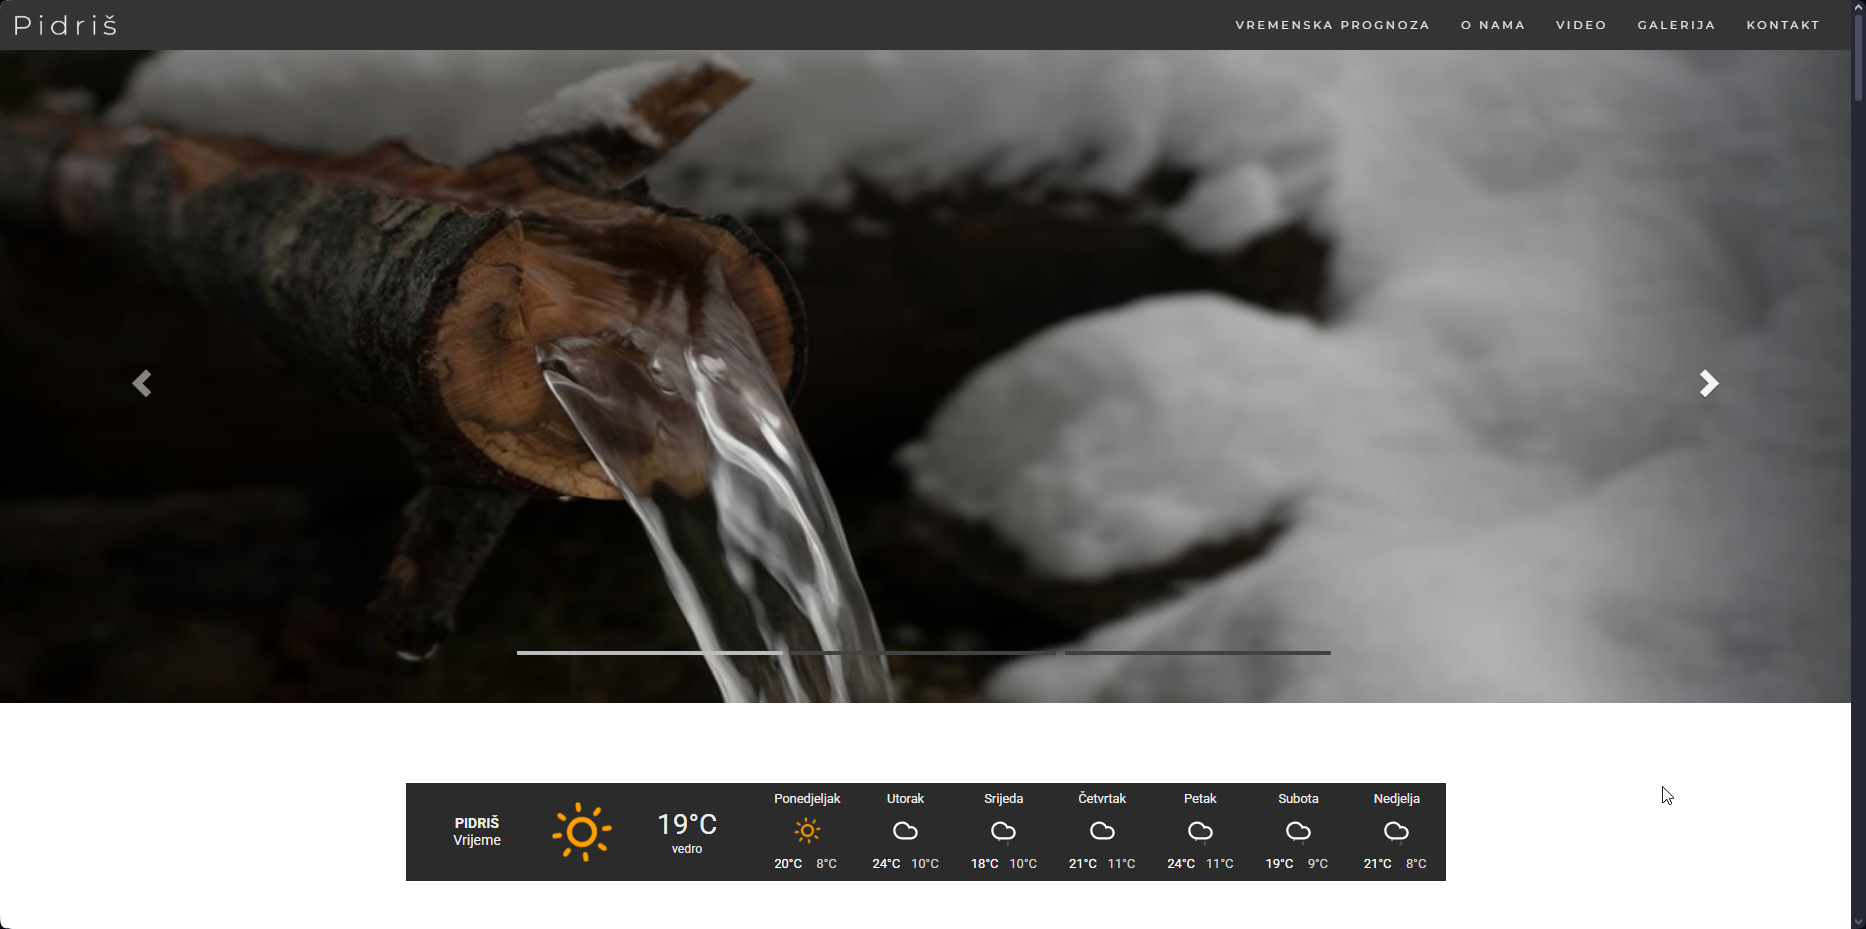 Pidriš
VREMENSKA PROGNOZA O NAMA VIDEO GALERIJA KONTAKT
PIDRIŠ
Vrijeme
19°C
vedro
Ponedjeljak Utorak Srijeda Četvrtak Petak Subota Nedjelja
20°C 8°C 24°C 10°C 18°C 10°C 21°C 11°C 24°C 11°C 19°C 9°C 21°C 8°C